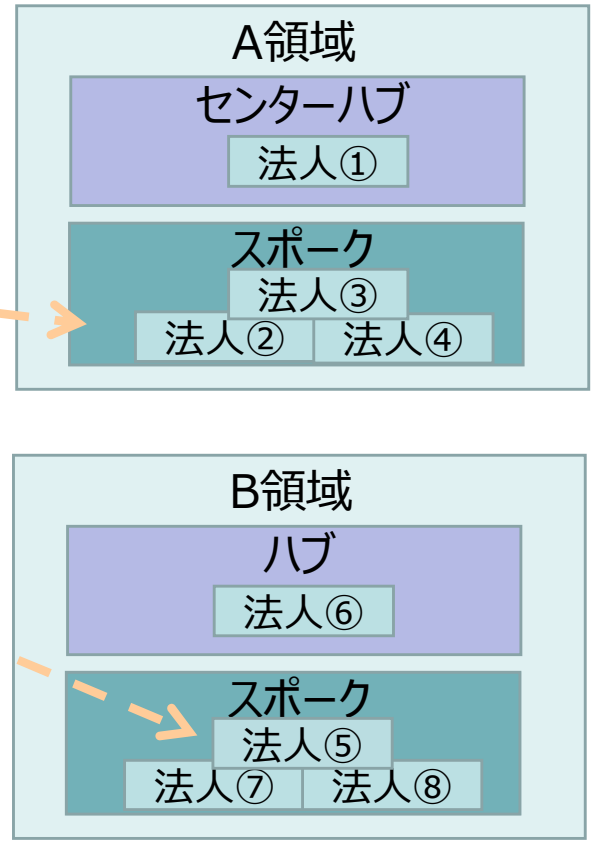 A領域
センターハブ
法人①
スポーク
法人③
法人② 法人④
B領域
ハブ
法人⑥
スポーク
法人⑤
法人⑦ 法人⑧